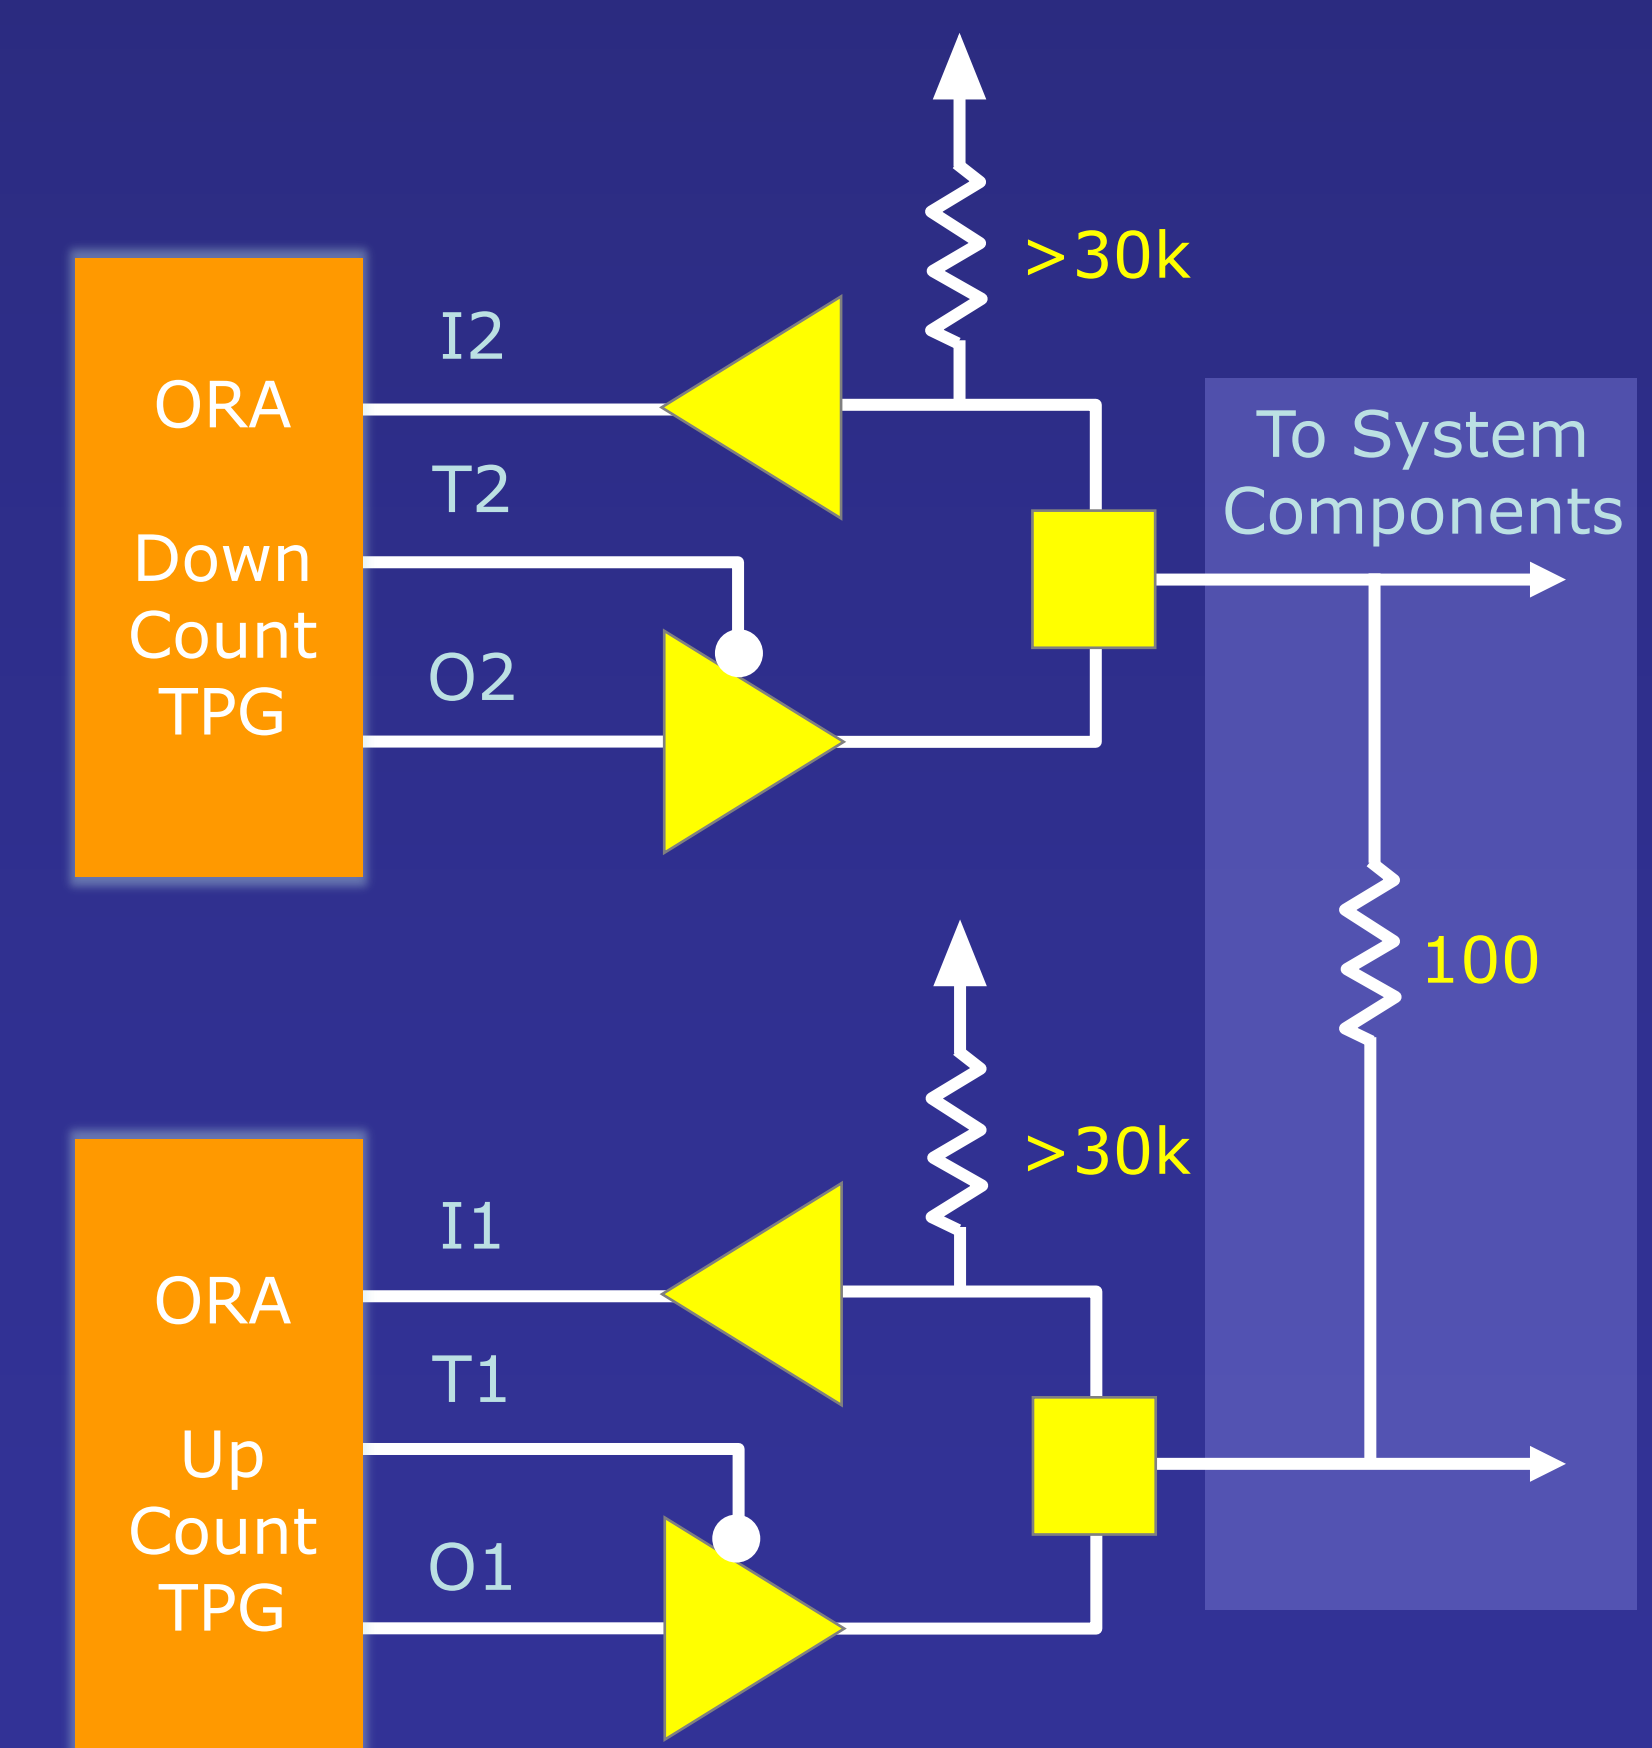 >30k
I2
ORA
T2
Down
Count
TPG
O2
To System
Components
100
>30k
I1
ORA
T1
Up
Count
TPG
O1